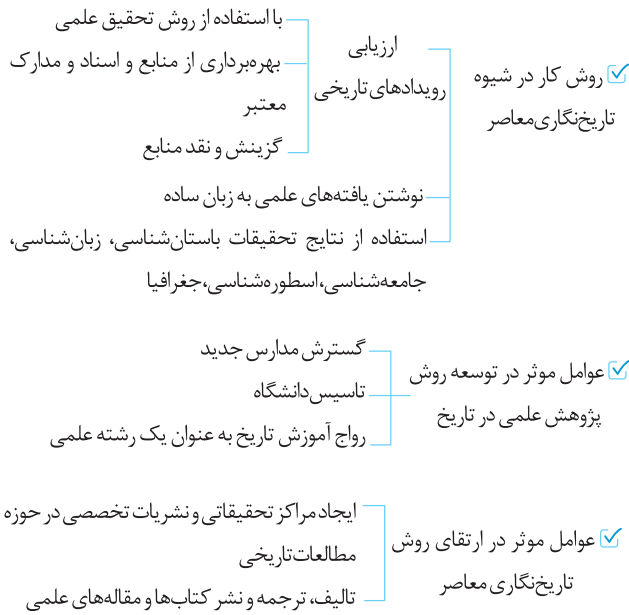 روش کار در شیوه
تاریخ‌نگاری معاصر
ارزیابی
رویدادهای تاریخی
با استفاده از روش تحقیق علمی
بهره‌برداری از منابع و اسناد و مدارک
معتبر
گزینش و نقد منابع
نوشتن یافته‌های علمی به زبان ساده
استفاده از نتایج تحقیقات باستان‌شناسی، زبان‌شناسی،
جامعه‌شناسی، اسطوره‌شناسی، جغرافیا
عوامل موثر در توسعه روش
پژوهش علمی در تاریخ
گسترش مدارس جدید
تاسیس دانشگاه
رواج آموزش تاریخ به عنوان یک رشته علمی
عوامل موثر در ارتقای روش
تاریخ‌نگاری معاصر
ایجاد مراکز تحقیقاتی و نشریات تخصصی در حوزه
مطالعات تاریخی
تالیف، ترجمه و نشر کتاب‌ها و مقاله‌های علمی